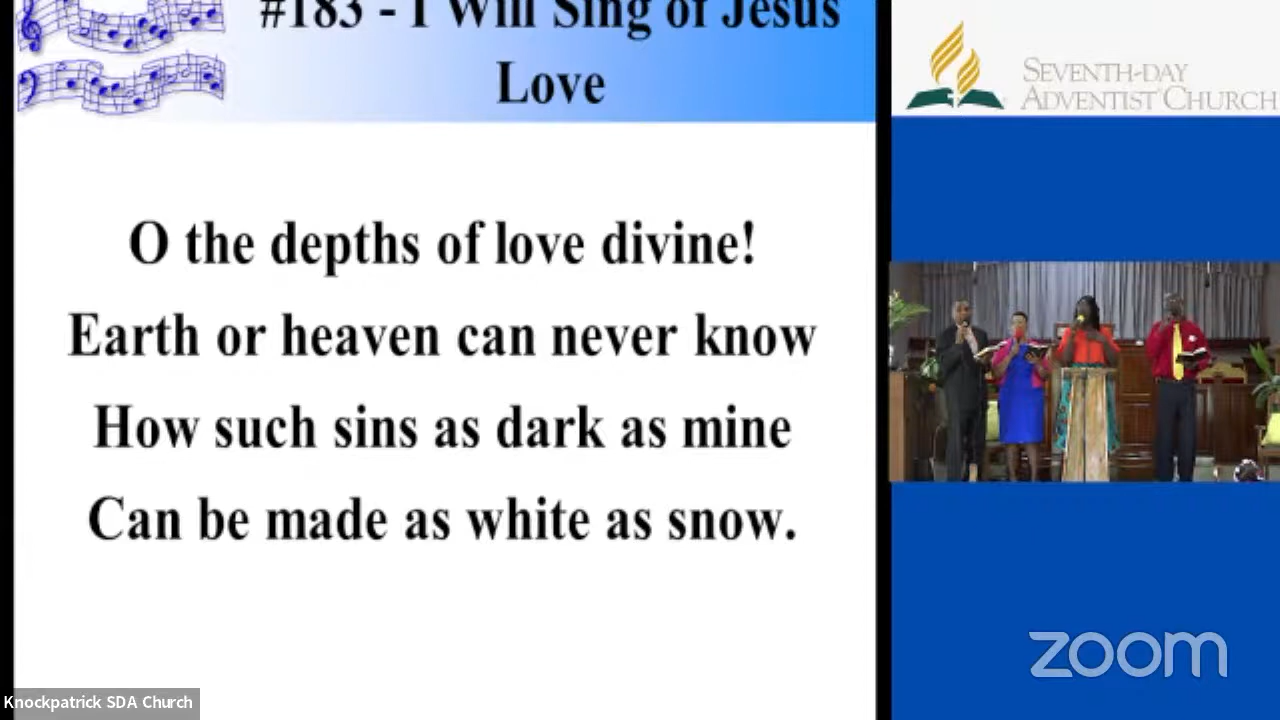 #183 - I Will Sing of Jesus
Love
O the depths of love divine!
Earth or heaven can never know
How such sins as dark as mine
Can be made as white as snow.
SEVENTH-DAY
ADVENTIST CHURCH
zoom
Knockpatrick SDA Church